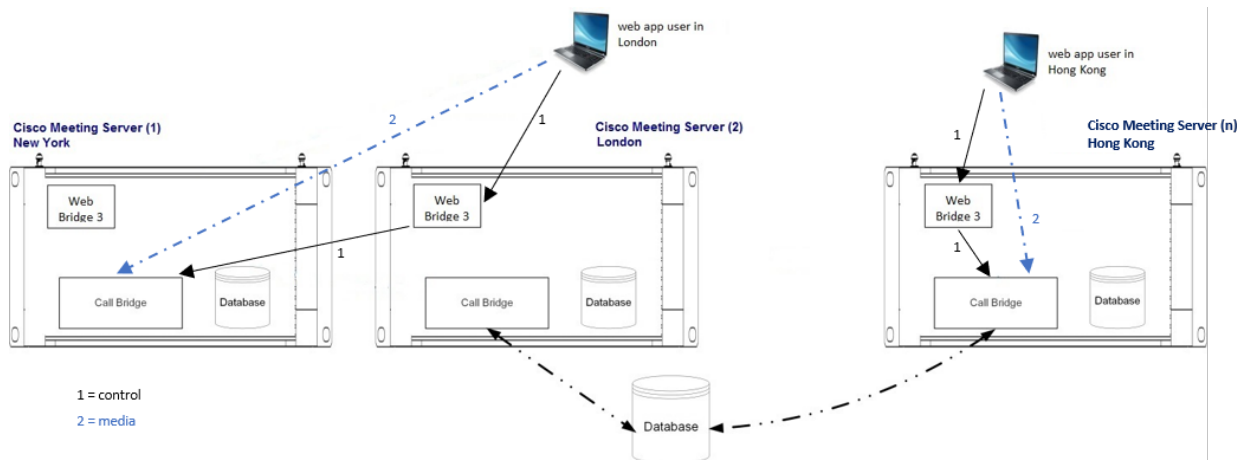 web app user in
London
web app user in
Hong Kong
2
1
1
Cisco Meeting Server (1)
New York
Cisco Meeting Server (2)
London
Cisco Meeting Server (n)
Hong Kong
Web
Bridge 3
Web
Bridge 3
Web
Bridge 3
2
1
1
Call Bridge
Database
Call Bridge
Database
Call Bridge
Database
1 = control
2 = media
Database